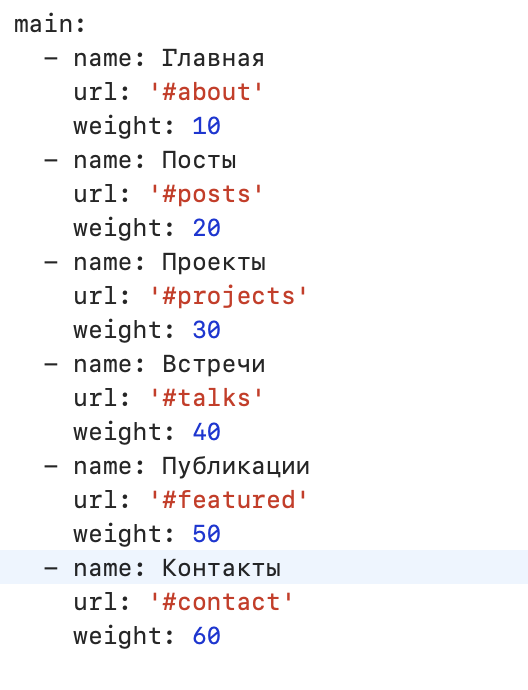 main:
  - name: Главная
    url: '#about'
    weight: 10
  - name: Посты
    url: '#posts'
    weight: 20
  - name: Проекты
    url: '#projects'
    weight: 30
  - name: Встречи
    url: '#talks'
    weight: 40
  - name: Публикации
    url: '#featured'
    weight: 50
  - name: Контакты
    url: '#contact'
    weight: 60